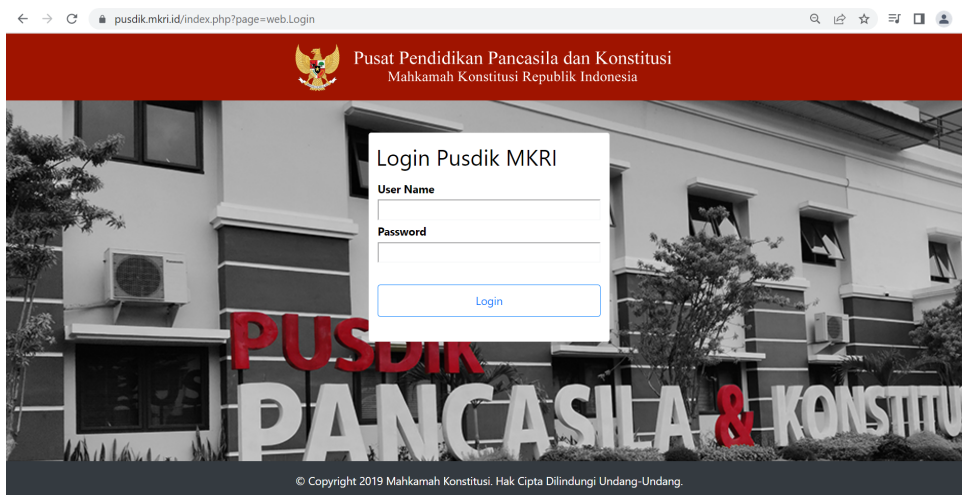 pusdik.mkri.id/index.php?page=web.Login
Pusat Pendidikan Pancasila dan Konstitusi
Mahkamah Konstitusi Republik Indonesia
Login Pusdik MKRI
User Name
Password
Login
PUSDIK
PANCASILA & KONSTITU
© Copyright 2019 Mahkamah Konstitusi. Hak Cipta Dilindungi Undang-Undang.